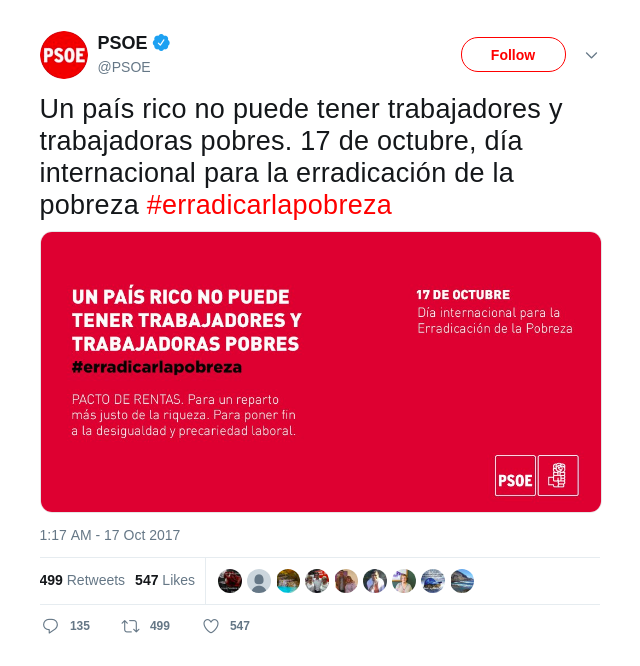 PSOE
PSOE
@PSOE
Follow
Un país rico no puede tener trabajadores y
trabajadoras pobres. 17 de octubre, día
internacional para la erradicación de la
pobreza #erradicarlapobreza
UN PAÍS RICO NO PUEDE
TENER TRABAJADORES Y
TRABAJADORAS POBRES
#erradicarlapobreza
PACTO DE RENTAS. Para un reparto
más justo de la riqueza. Para poner fin
a la desigualdad y precariedad laboral.
17 DE OCTUBRE
Día internacional para la
Erradicación de la Pobreza
PSOE
1:17 AM - 17 Oct 2017
499 Retweets 547 Likes
135 499 547